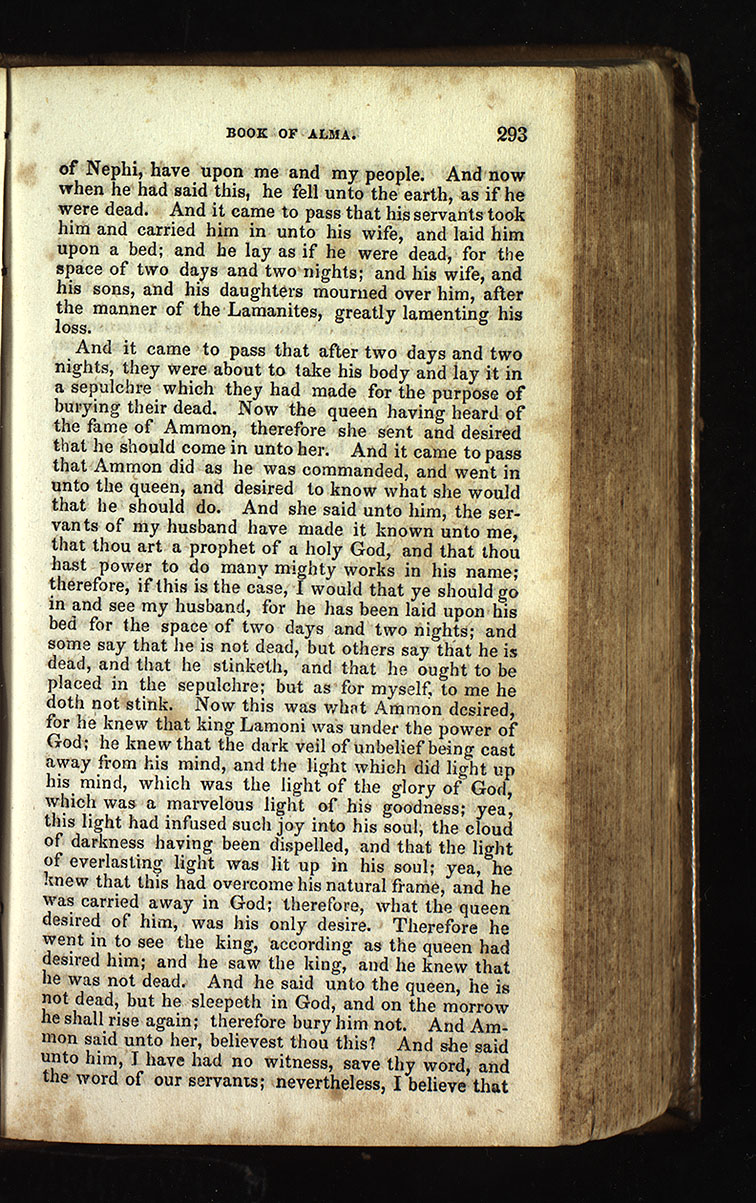 BOOK OF ALMA. 293
of Nephi, have upon me and my people. And now
when he had said this, he fell unto the earth, as if he
were dead. And it came to pass that his servants took
him and carried him in unto his wife, and laid him
upon a bed; and he lay as if he were dead, for the
space of two days and two nights; and his wife, and
his sons, and his daughters mourned over him, after
the manner of the Lamanites, greatly lamenting his
loss.
And it came to pass that after two days and two
nights, they were about to take his body and lay it in
a sepulchre which they had made for the purpose of
burying their dead. Now the queen having heard of
the fame of Ammon, therefore she sent and desired
that he should come in unto her. And it came to pass
that Ammon did as he was commanded, and went in
unto the queen, and desired to know what she would
that he should do. And she said unto him, the ser-
vants of my husband have made it known unto me,
that thou art a prophet of a holy God, and that thou
hast power to do many mighty works in his name;
therefore, if this is the case, I would that ye should go
in and see my husband, for he has been laid upon his
bed for the space of two days and two nights; and
some say that he is not dead, but others say that he is
dead, and that he stinketh, and that he ought to be
placed in the sepulchre; but as for myself, to me he
doth not stink. Now this was what Ammon desired,
for he knew that king Lamoni was under the power of
God; he knew that the dark veil of unbelief being cast
away from his mind, and the light which did light up
his mind, which was the light of the glory of God,
which was a marvelous light of his goodness; yea,
this light had infused such joy into his soul, the cloud
of darkness having been dispelled, and that the light
of everlasting light was lit up in his soul; yea, he
knew that this had overcome his natural frame, and he
was carried away in God; therefore, what the queen
desired of him, was his only desire. Therefore he
went in to see the king, according as the queen had
desired him; and he saw the king, and he knew that
he was not dead. And he said unto the queen, he is
not dead, but he sleepeth in God, and on the morrow
he shall rise again; therefore bury him not. And Am-
mon said unto her, believest thou this? And she said
unto him, I have had no witness, save thy word, and
the word of our servants; nevertheless, I believe that